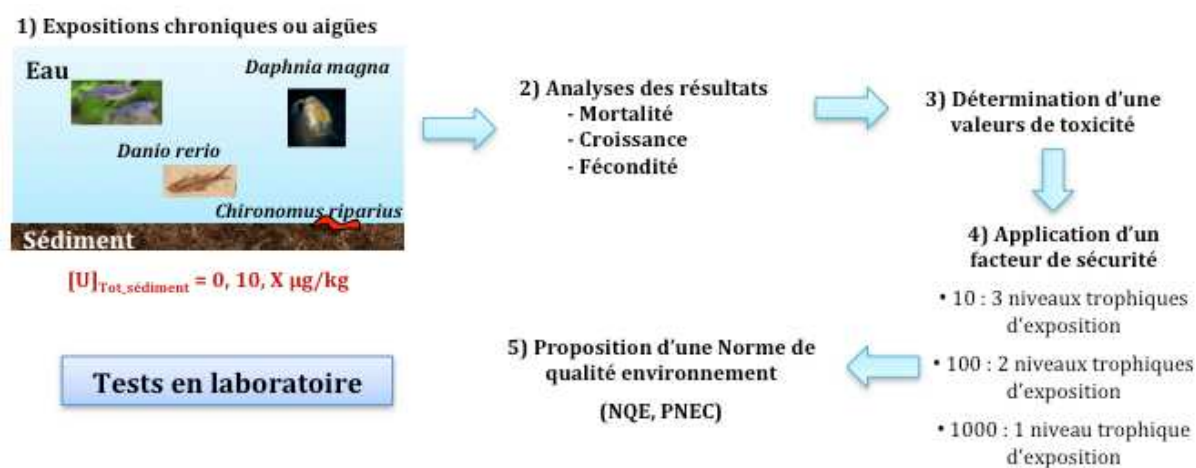 1) Expositions chroniques ou aigües
Eau
Daphnia magna
Danio rerio
Chironomus riparius
Sédiment
[U]Tot,sédiment = 0, 10, X µg/kg
Tests en laboratoire
2) Analyses des résultats
- Mortalité
- Croissance
- Fécondité
3) Détermination d'une
valeurs de toxicité
4) Application d'un
facteur de sécurité
• 10 : 3 niveaux trophiques
d'exposition
• 100 : 2 niveaux trophiques
d'exposition
• 1000 : 1 niveau trophique
d'exposition
5) Proposition d'une Norme de
qualité environnement
(NQE, PNEC)